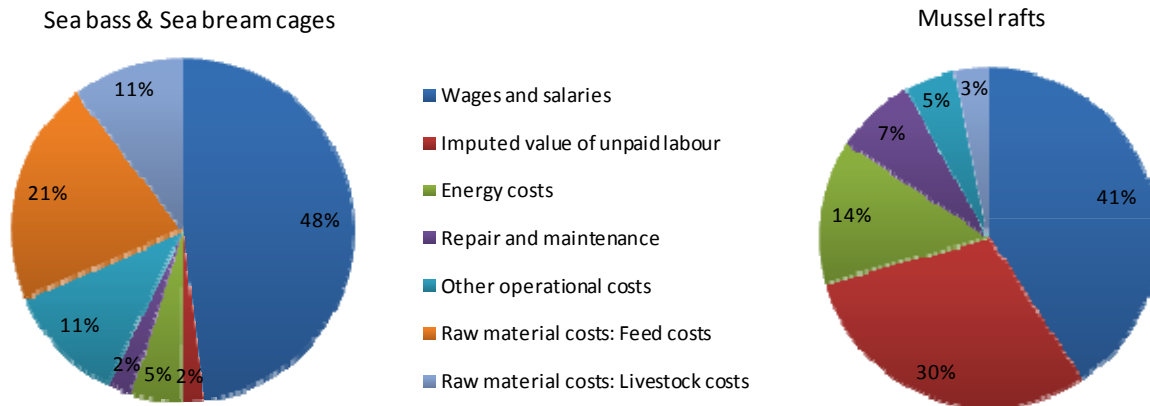 Sea bass & Sea bream cages
11%
48%
21%
11%
2%
5%
2%
Wages and salaries
Imputed value of unpaid labour
Energy costs
Repair and maintenance
Other operational costs
Raw material costs: Feed costs
Raw material costs: Livestock costs
Mussel rafts
3%
5%
7%
41%
14%
30%